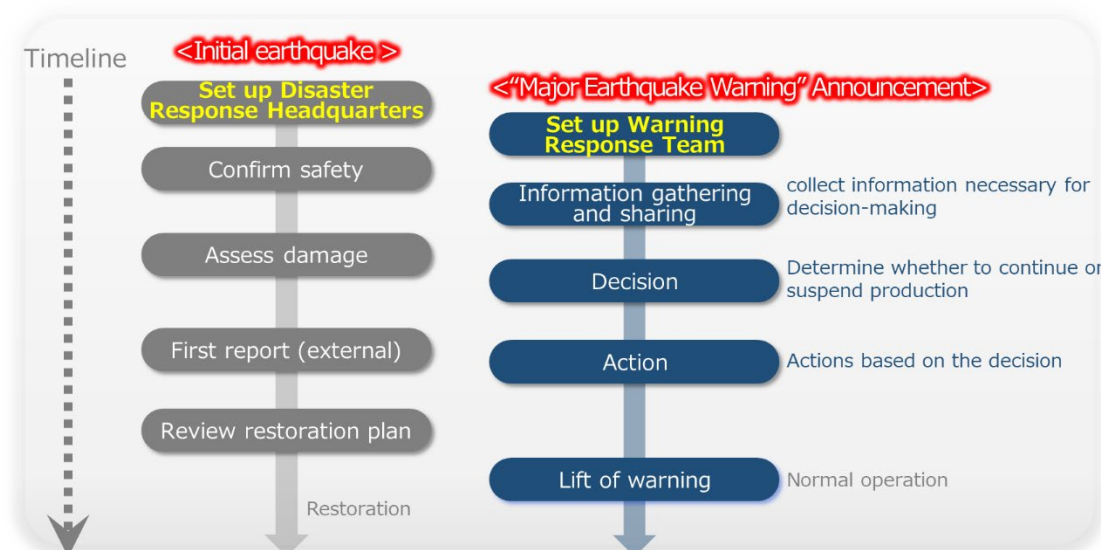 Timeline
<Initial earthquake >
Set up Disaster
Response Headquarters
Confirm safety
Assess damage
First report (external)
Review restoration plan
Restoration
<“Major Earthquake Warning” Announcement>
Set up Warning
Response Team
Information gathering
and sharing
collect information necessary for
decision-making
Decision
Determine whether to continue or
suspend production
Action
Actions based on the decision
Lift of warning
Normal operation